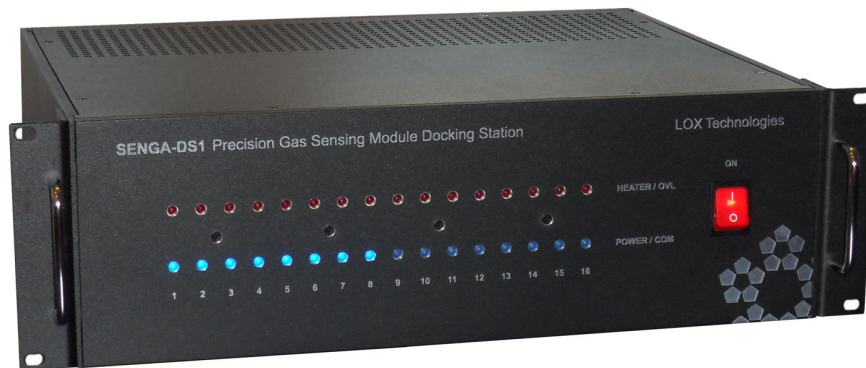 SENGA-DS1 Precision Gas Sensing Module Docking Station
LOX Technologies
ON
HEATER / OVL
I
O
POWER / COM
1 2 3 4 5 6 7 8 9 10 11 12 13 14 15 16